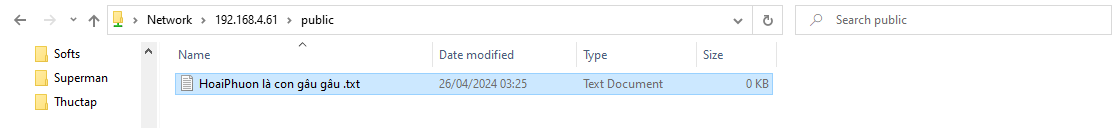 Network > 192.168.4.61 > public
Search public
Softs
Superman
Thuctap
Name Date modified Type Size
HoaiPhuon là con gâu gâu .txt 26/04/2024 03:25 Text Document 0 KB